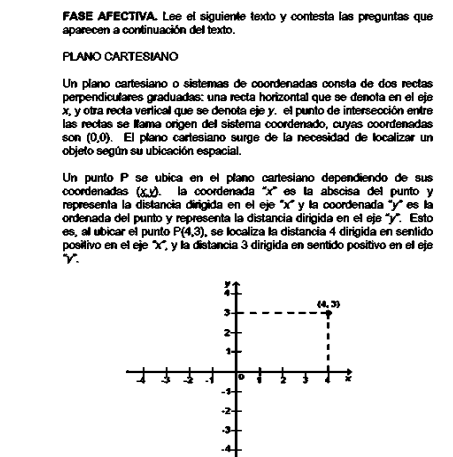 FASE AFECTIVA. Lee el siguiente texto y contesta las preguntas que
aparecen a continuación del texto.
PLANO CARTESIANO
Un plano cartesiano o sistemas de coordenadas consta de dos rectas
perpendiculares graduadas: una recta horizontal que se denota en el eje
x, y otra recta vertical que se denota eje y. el punto de intersección entre
las rectas se llama origen del sistema coordenado, cuyas coordenadas
son (0,0). El plano cartesiano surge de la necesidad de localizar un
objeto según su ubicación espacial.
Un punto P se ubica en el plano cartesiano dependiendo de sus
coordenadas (x,y). la coordenada “x” es la abscisa del punto y
representa la distancia dirigida en el eje “x” y la coordenada “y” es la
ordenada del punto y representa la distancia dirigida en el eje “y”. Esto
es, al ubicar el punto P(4,3), se localiza la distancia 4 dirigida en sentido
positivo en el eje “x”, y la distancia 3 dirigida en sentido positivo en el eje
“y”.
y
4
(4, 3)
3
2
1
-4 -3 -2 -1 0 1 2 3 4 x
-1
-2
-3
-4